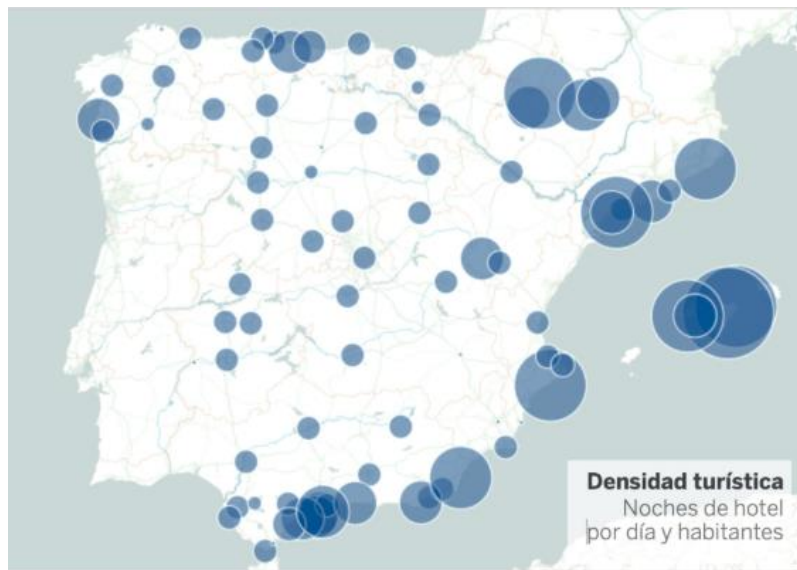 Densidad turística
Noches de hotel
por día y habitantes